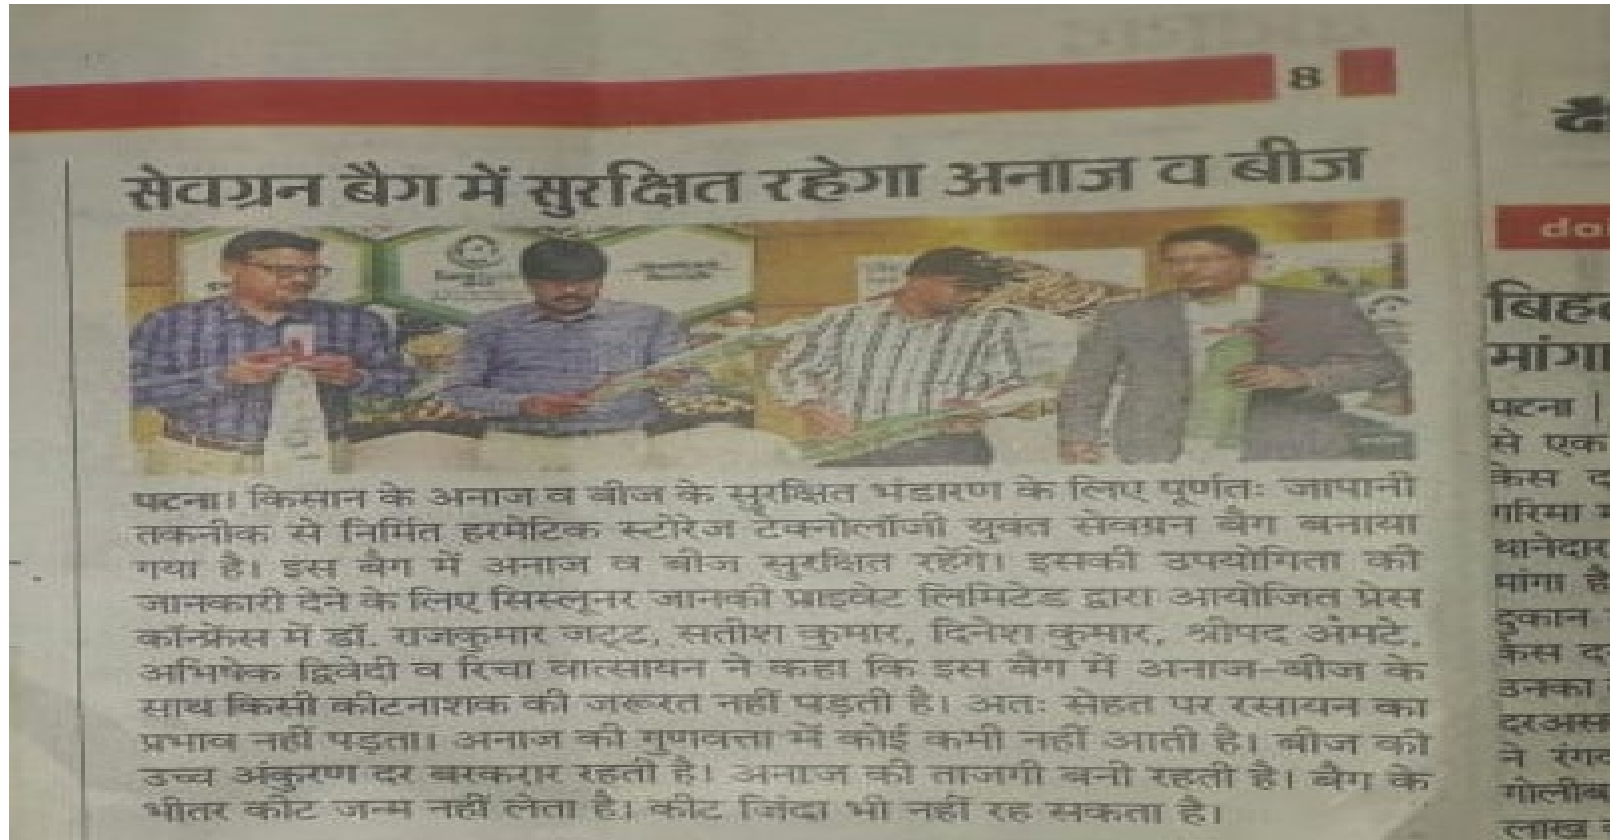 8
सेवग्रन बैग में सुरक्षित रहेगा अनाज व बीज
पटना। किसान के अनाज व बीज के सुरक्षित भंडारण के लिए पूर्णतः जापानी
तकनीक से निर्मित हरमेटिक स्टोरेज टेक्नोलॉजी युक्त सेवग्रन बैग बनाया
गया है। इस बैग में अनाज व बीज सुरक्षित रहेंगे। इसकी उपयोगिता की
जानकारी देने के लिए सिस्लूनर जानकी प्राइवेट लिमिटेड द्वारा आयोजित प्रेस
कॉन्फ्रेंस में डॉ. राजकुमार जाट्ट, सतीश कुमार, दिनेश कुमार, श्रीपद अंमटे,
अभिषेक द्विवेदी व रिचा वात्सायन ने कहा कि इस बैग में अनाज-बीज के
साथ किसी कीटनाशक की जरूरत नहीं पड़ती है। अतः सेहत पर रसायन का
प्रभाव नहीं पड़ता। अनाज की गुणवत्ता में कोई कमी नहीं आती है। बीज की
उच्च अंकुरण दर बरकरार रहती है। अनाज की ताजगी बनी रहती है। बैग के
भीतर कीट जन्म नहीं लेता है। कीट जिंदा भी नहीं रह सकता है।
मांगा
पटना |
से एक
केस द
गरिमा
थानेदार
मांगा है
दुकान
केस द
उनका
दरअस
ने रंगद
गोलीब
लाख